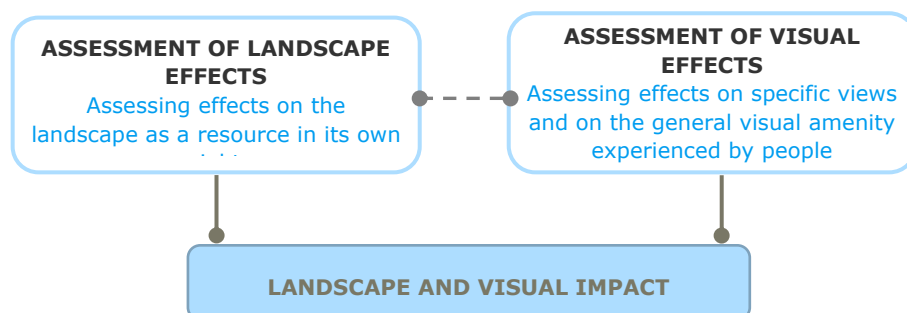 ASSESSMENT OF LANDSCAPE
EFFECTS
Assessing effects on the
landscape as a resource in its own
ASSESSMENT OF VISUAL
EFFECTS
Assessing effects on specific views
and on the general visual amenity
experienced by people
LANDSCAPE AND VISUAL IMPACT